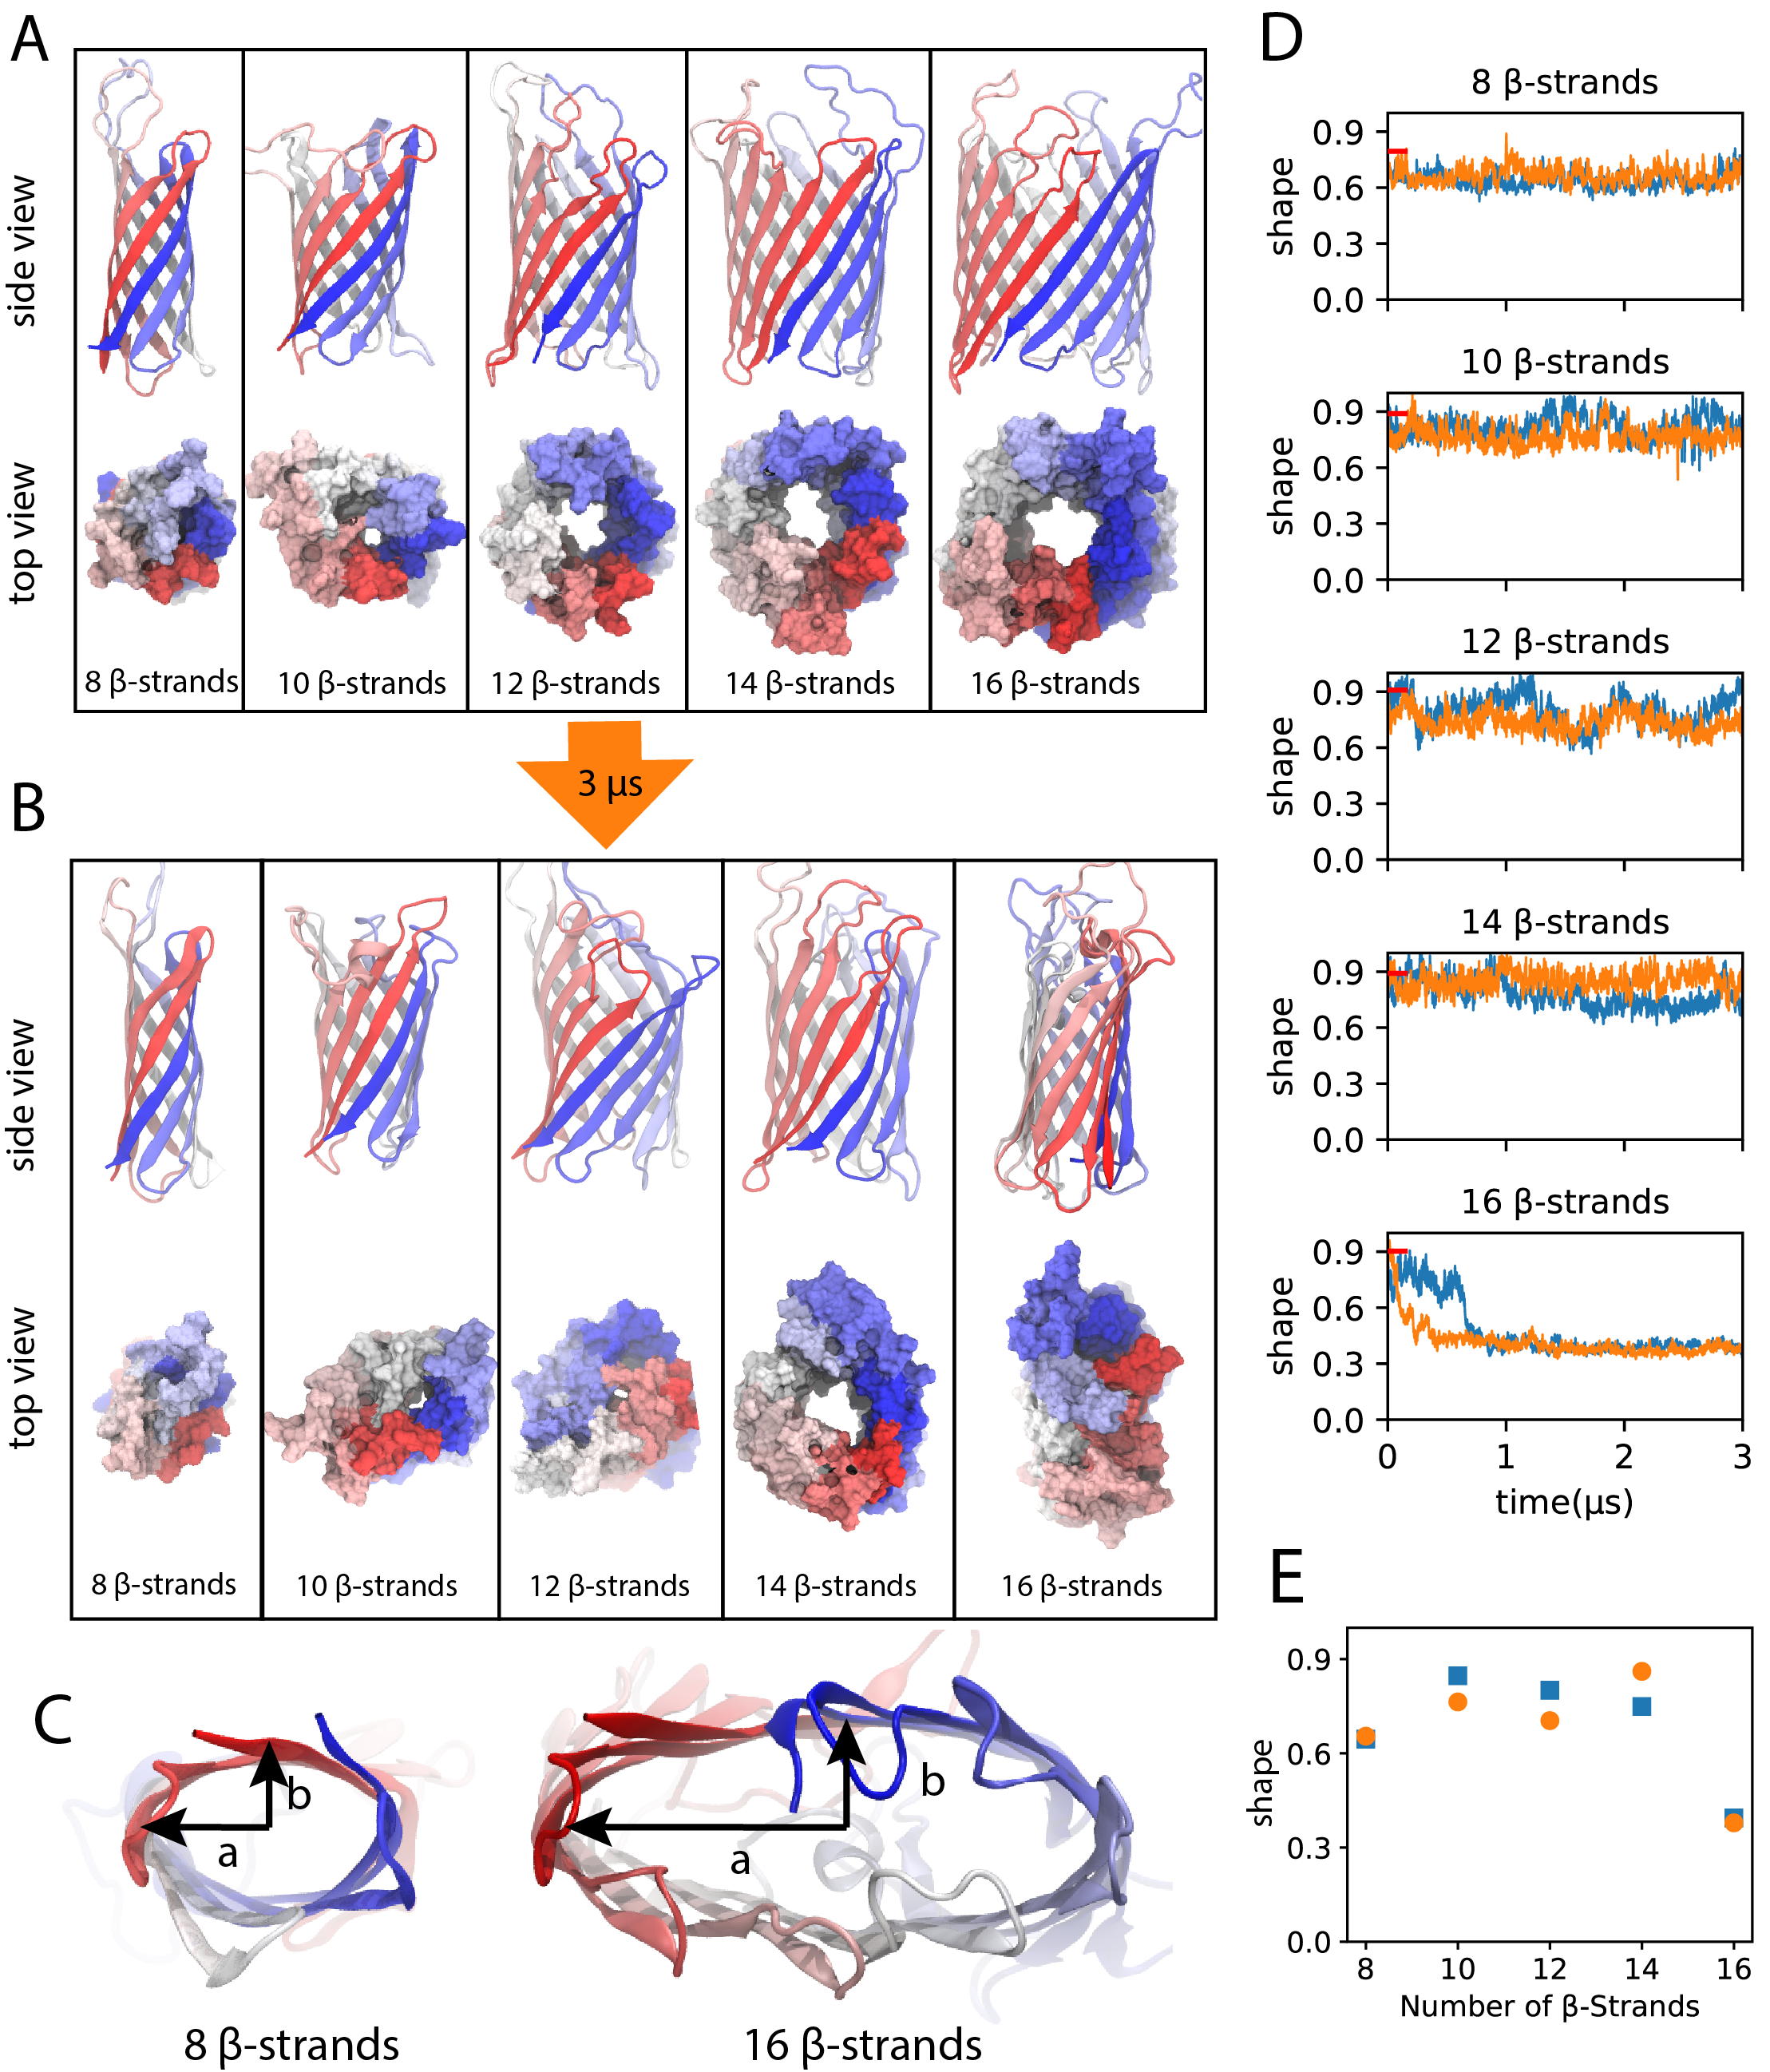 A
side view
top view
8 β-strands
10 β-strands
12 β-strands
14 β-strands
16 β-strands
3 μs
B
side view
top view
8 β-strands
10 β-strands
12 β-strands
14 β-strands
16 β-strands
C
a
b
8 β-strands
a
b
16 β-strands
D
8 β-strands
shape
0.9
0.6
0.3
0.0
10 β-strands
shape
0.9
0.6
0.3
0.0
12 β-strands
shape
0.9
0.6
0.3
0.0
14 β-strands
shape
0.9
0.6
0.3
0.0
16 β-strands
shape
0.9
0.6
0.3
0.0
0 1 2 3
time(μs)
E
shape
0.9
0.6
0.3
0.0
8 10 12 14 16
Number of β-Strands